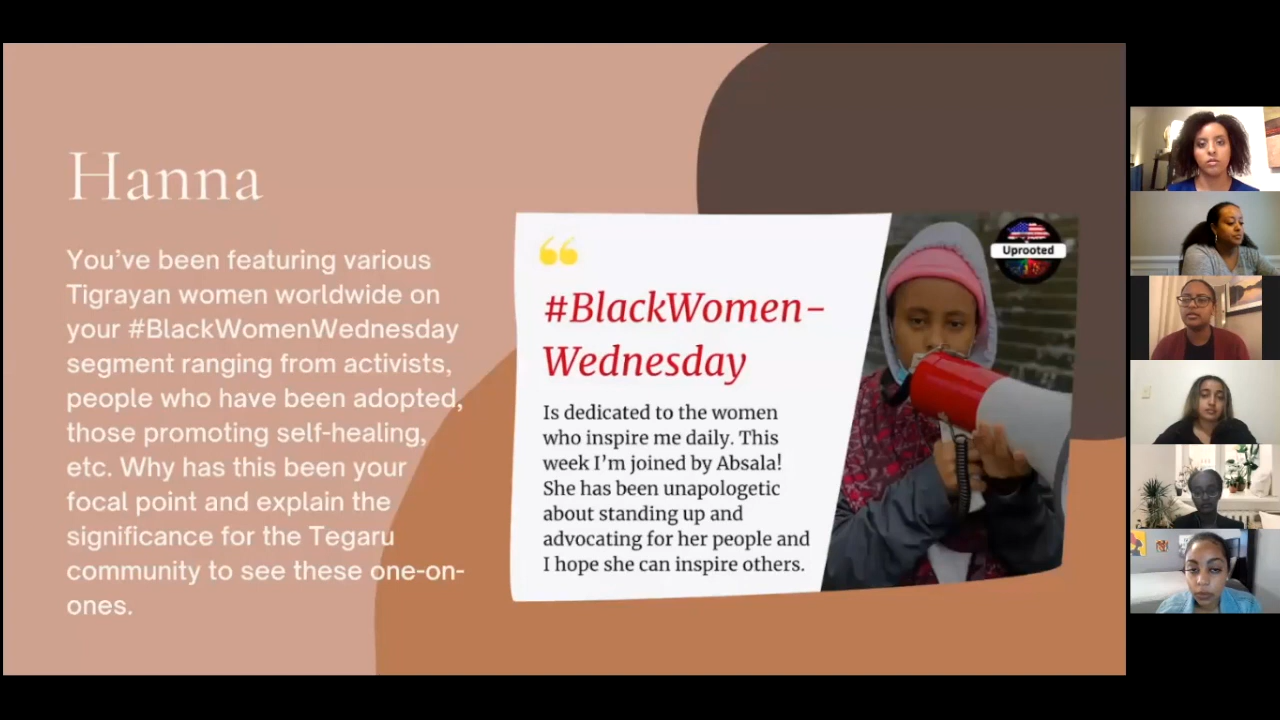 Hanna
You've been featuring various
Tigrayan women worldwide on
your #BlackWomenWednesday
segment ranging from activists,
people who have been adopted,
those promoting self-healing,
etc. Why has this been your
focal point and explain the
significance for the Tegaru
community to see these one-on-
ones.
“
#BlackWomen-
Wednesday
Is dedicated to the women
who inspire me daily. This
week I'm joined by Absala!
She has been unapologetic
about standing up and
advocating for her people and
I hope she can inspire others.
Uprooted